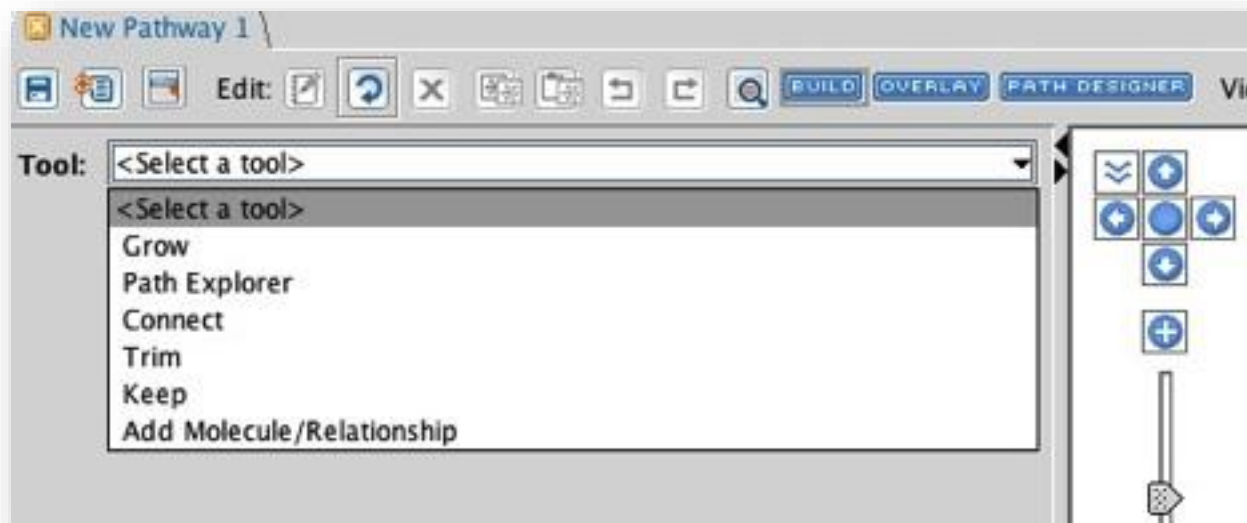 New Pathway 1
Edit: BUILD OVERLAY PATH DESIGNER
Tool: <Select a tool>
<Select a tool>
Grow
Path Explorer
Connect
Trim
Keep
Add Molecule/Relationship